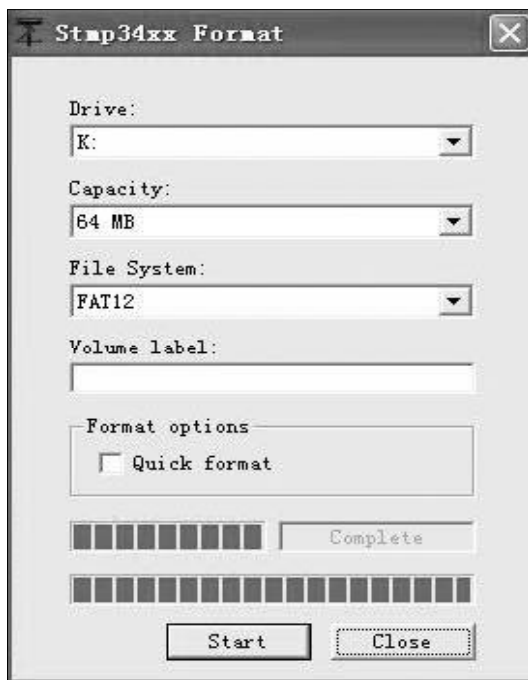 Stmp34xx Format
Drive:
K:
Capacity:
64 MB
File System:
FAT12
Volume label:
Format options
Quick format
Complete
Start
Close